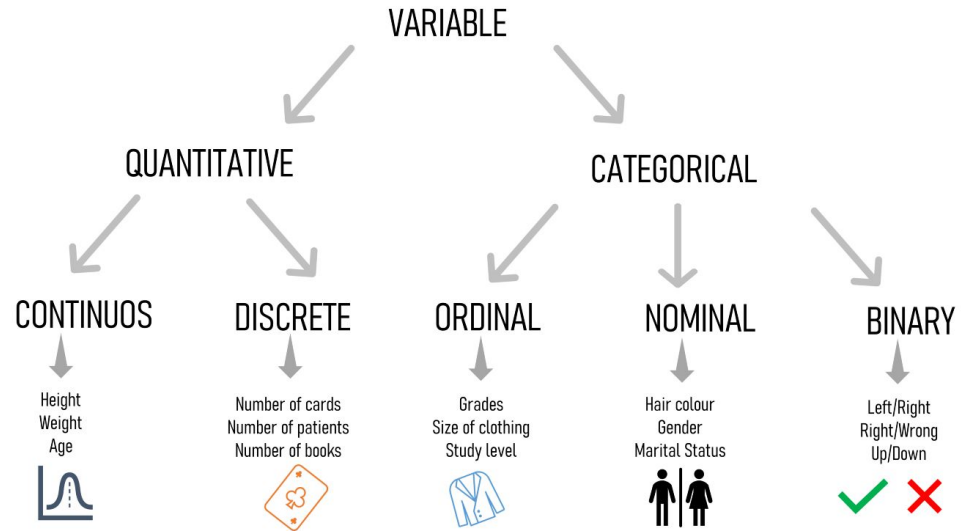 VARIABLE
QUANTITATIVE
CATEGORICAL
CONTINUOS
DISCRETE
ORDINAL
NOMINAL
BINARY
Height
Weight
Age
Number of cards
Number of patients
Number of books
Grades
Size of clothing
Study level
Hair colour
Gender
Marital Status
Left/Right
Right/Wrong
Up/Down